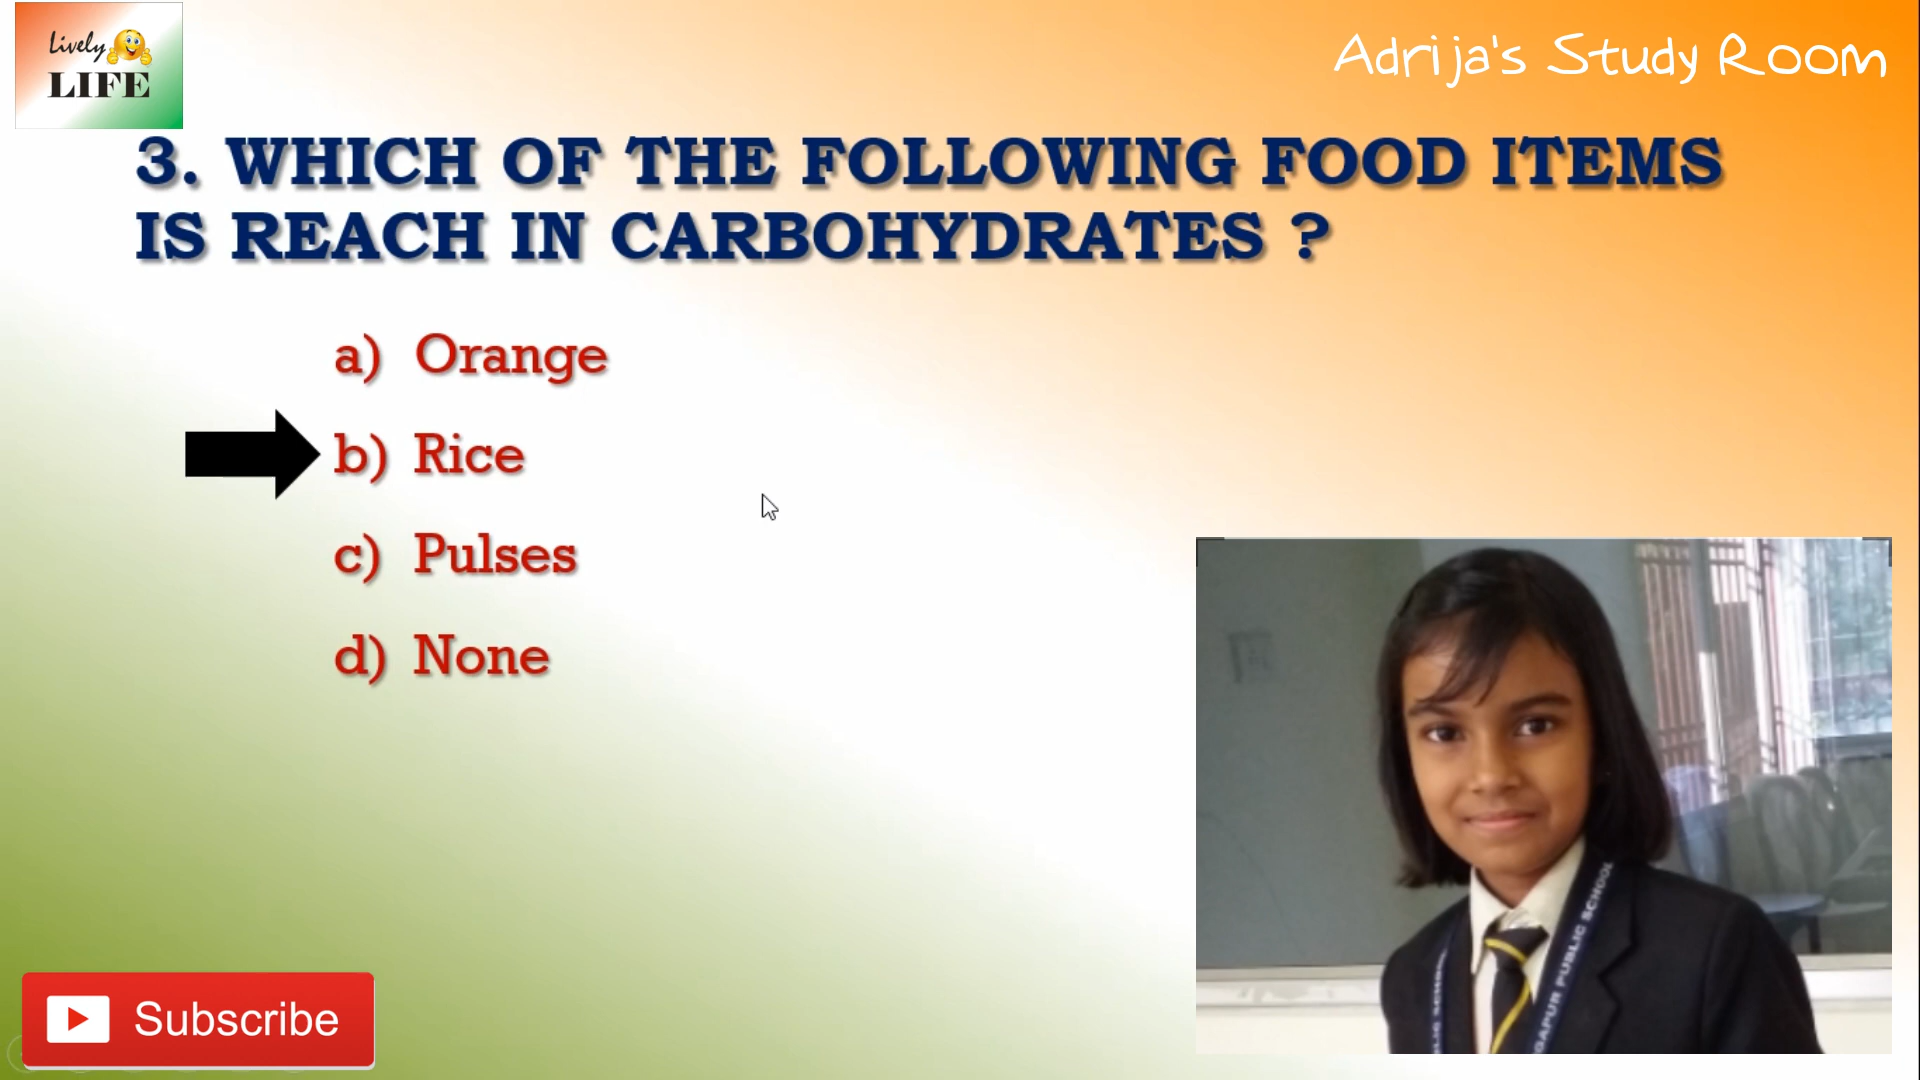 Lively
LIFE
Adrija's Study Room
3. WHICH OF THE FOLLOWING FOOD ITEMS
IS REACH IN CARBOHYDRATES ?
a) Orange
b) Rice
c) Pulses
d) None
PUBLIC SCHOOL
Subscribe